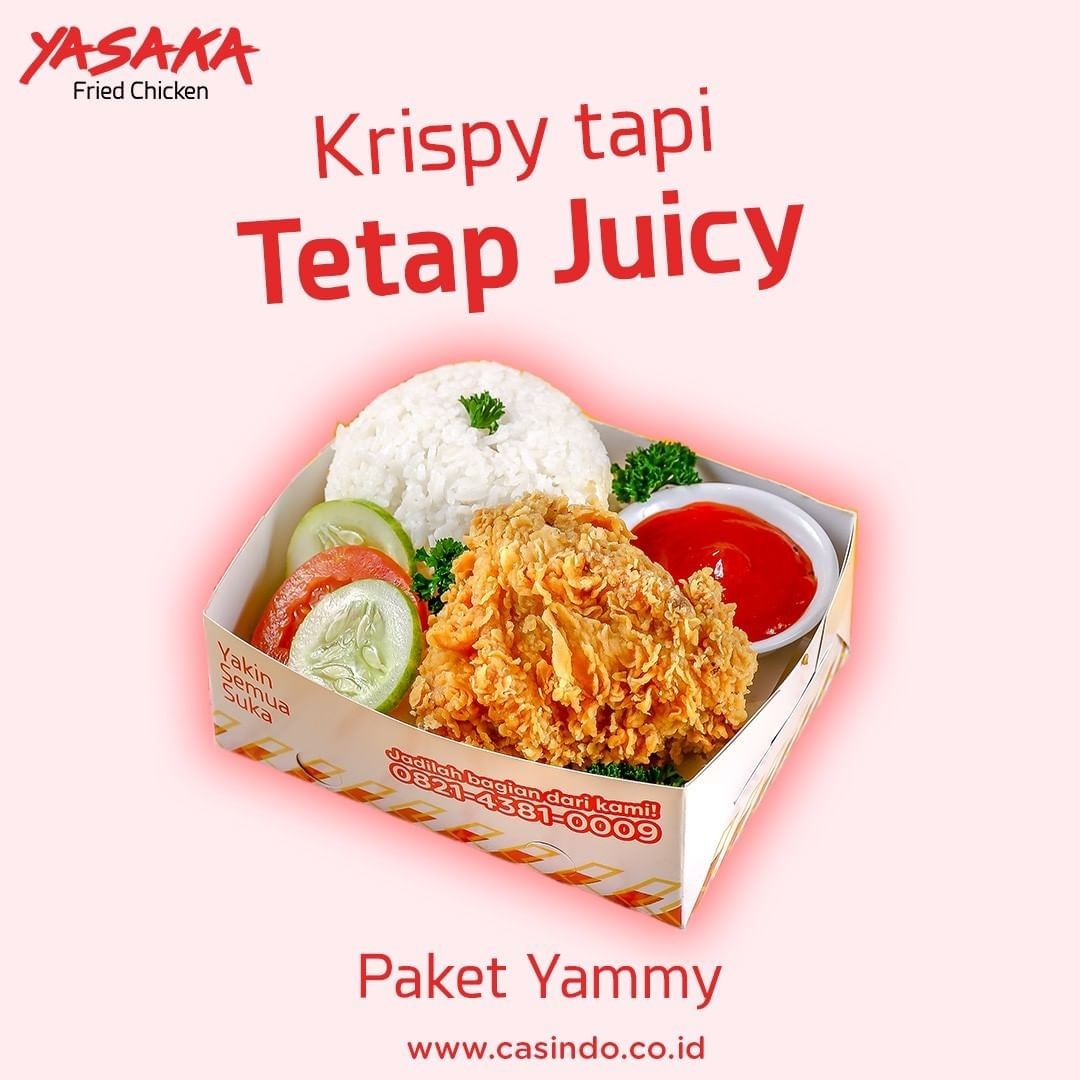 YASAKA
Fried Chicken
Krispy tapi
Tetap Juicy
Yakin
Semua
Suka
Jadilah bagian dari kami!
0821-4381-0009
Paket Yammy
www.casindo.co.id